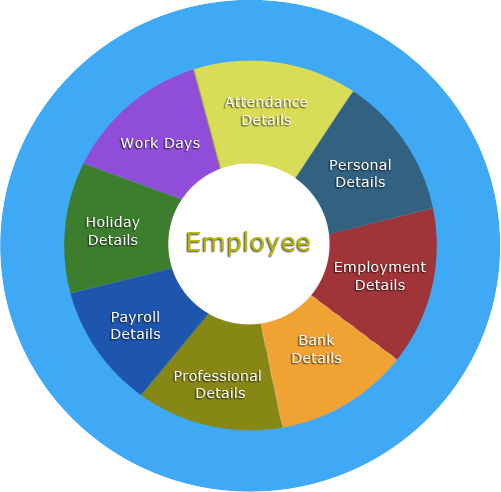 Attendance
Details
Personal
Details
Employment
Details
Bank
Details
Professional
Details
Payroll
Details
Holiday
Details
Work Days
Employee